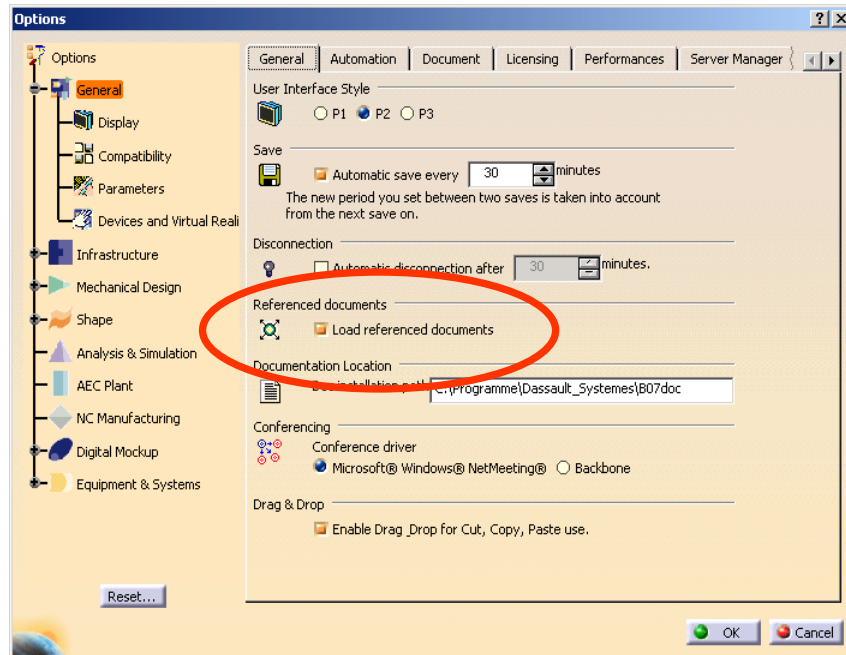 Options
Options
General
Display
Compatibility
Parameters
Devices and Virtual Reali
Infrastructure
Mechanical Design
Shape
Analysis & Simulation
AEC Plant
NC Manufacturing
Digital Mockup
Equipment & Systems
Reset...
General Automation Document Licensing Performances Server Manager
User Interface Style
P1 P2 P3
Save
Automatic save every 30 minutes
The new period you set between two saves is taken into account
from the next save on.
Disconnection
Automatic disconnection after 30 minutes.
Referenced documents
Load referenced documents
Documentation Location
Doc installation path C:\Programme\Dassault_Systemes\B07doc
Conferencing
Conference driver
Microsoft® Windows® NetMeeting® Backbone
Drag & Drop
Enable Drag _Drop for Cut, Copy, Paste use.
OK Cancel